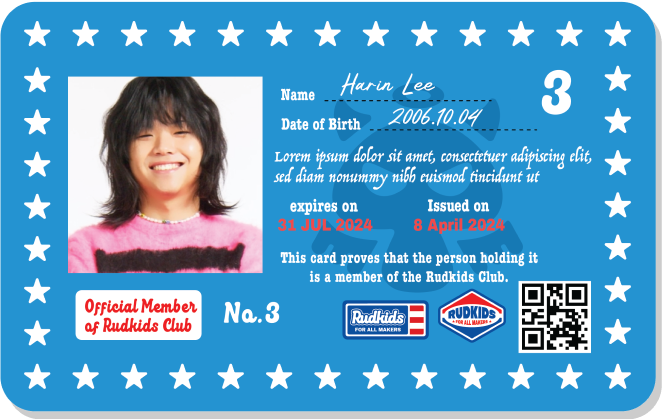 Name Harin Lee
3
Date of Birth 2006.10.04
Lorem ipsum dolor sit amet, consectetuer adipiscing elit,
sed diam nonummy nibh euismod tincidunt ut
expires on Issued on
31 JUL 2024 8 April 2024
This card proves that the person holding it
is a member of the Rudkids Club.
Official Member
of Rudkids Club
No.3
Rudkids
FOR ALL MAKERS
RUDKIDS
FOR ALL MAKERS